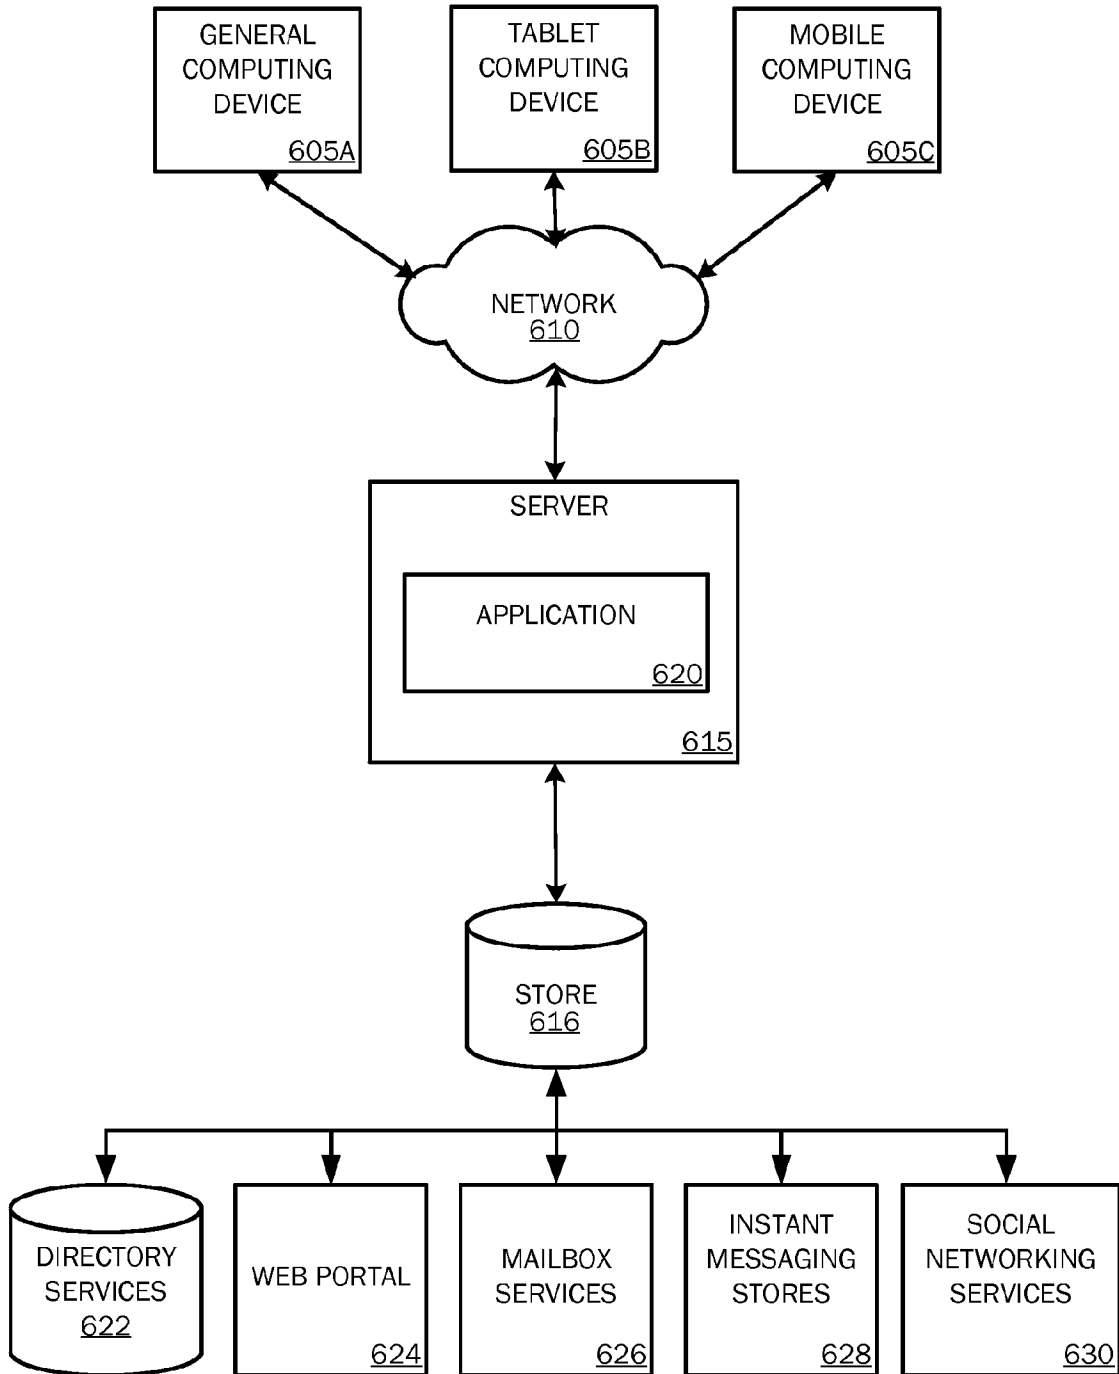 GENERAL
COMPUTING
DEVICE
605A
TABLET
COMPUTING
DEVICE
605B
MOBILE
COMPUTING
DEVICE
605C
NETWORK
610
SERVER
APPLICATION
620
615
STORE
616
DIRECTORY
SERVICES
622
WEB PORTAL
624
MAILBOX
SERVICES
626
INSTANT
MESSAGING
STORES
628
SOCIAL
NETWORKING
SERVICES
630